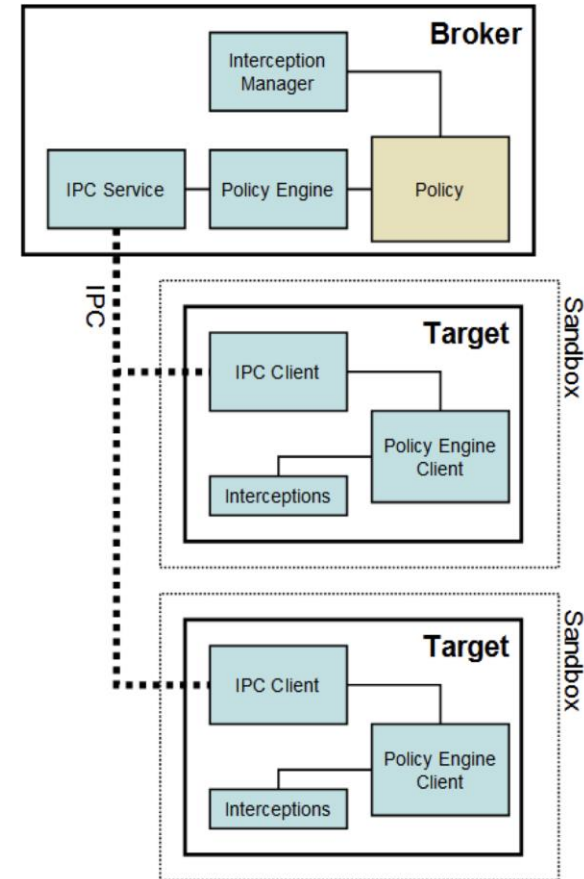 Broker
Interception
Manager
IPC Service
Policy Engine
Policy
IPC
Sandbox
Target
IPC Client
Policy Engine
Client
Interceptions
Sandbox
Target
IPC Client
Policy Engine
Client
Interceptions